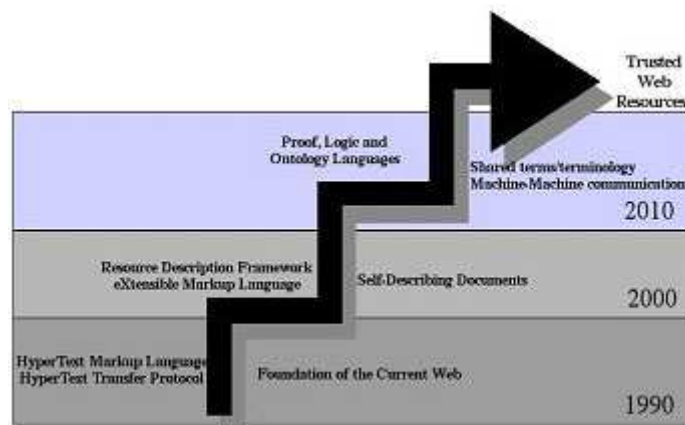 Trusted
Web
Resources
Proof, Logic and
Ontology Languages
Shared terms/terminology
Machine-Machine communication
2010
Resource Description Framework
eXtensible Markup Language
Self-Describing Documents
2000
HyperText Markup Language
HyperText Transfer Protocol
Foundation of the Current Web
1990